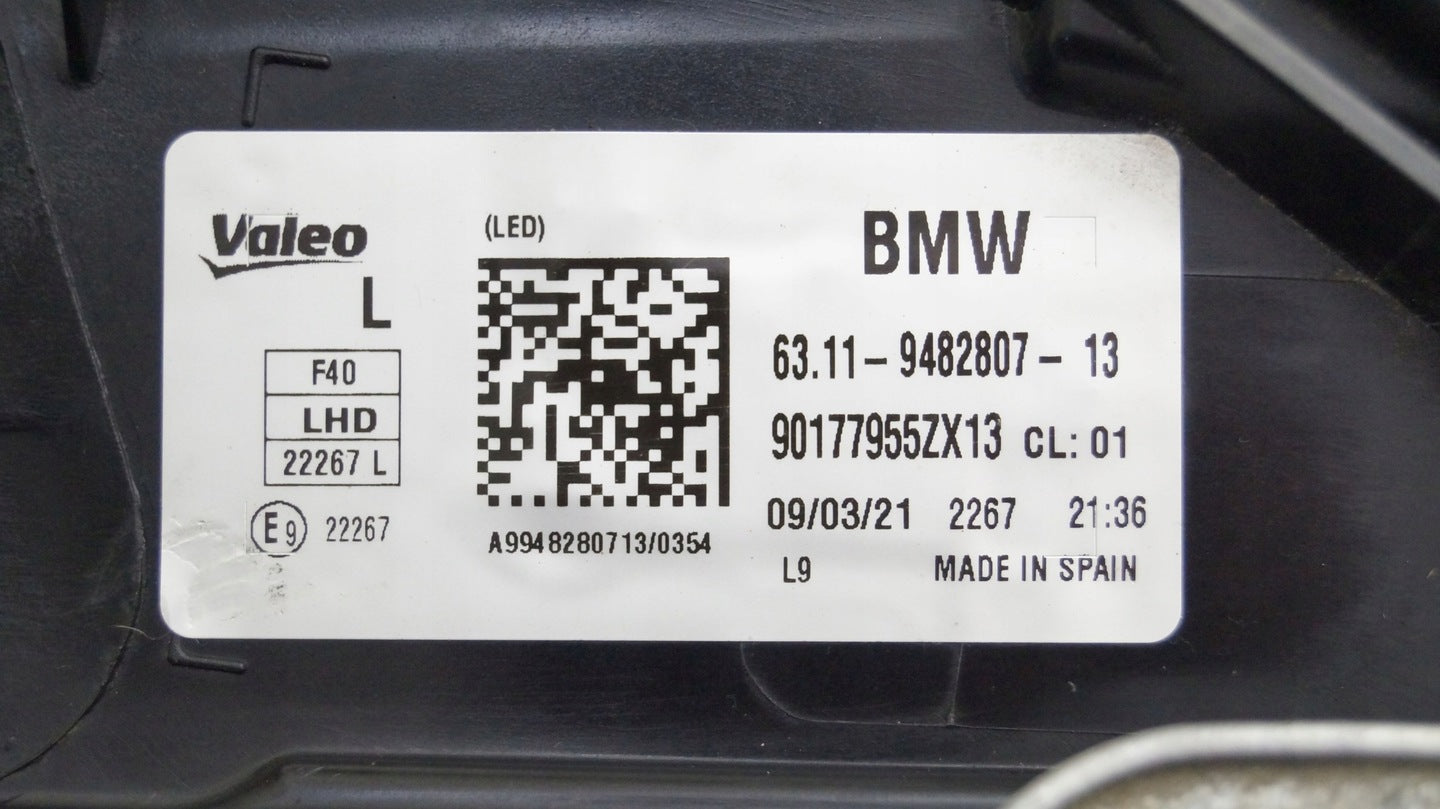 Valeo
L
F40
LHD
22267 L
E9 22267
(LED)
A9948280713/0354
BMW
63.11-9482807-13
90177955ZX13 CL: 01
09/03/21 2267 21:36
L9 MADE IN SPAIN